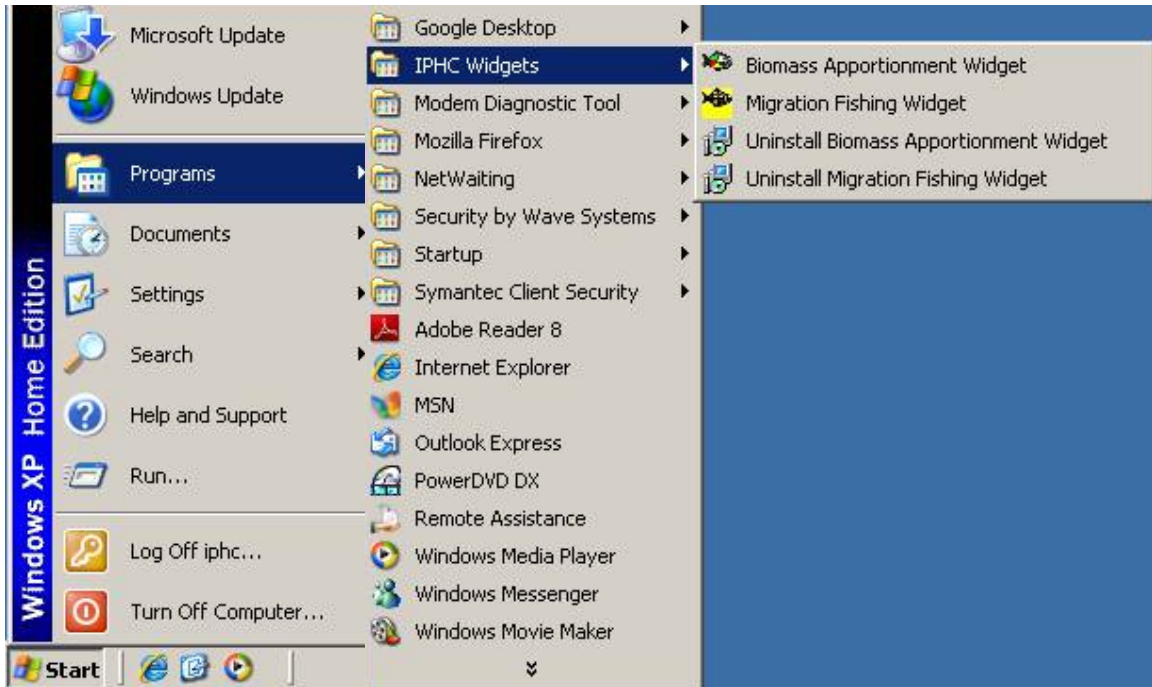 Microsoft Update
Windows Update
Programs
Documents
Settings
Search
Help and Support
Run...
Log Off iphc...
Turn Off Computer...
Windows XP Home Edition
Start
Google Desktop
IPHC Widgets
Modem Diagnostic Tool
Mozilla Firefox
NetWaiting
Security by Wave Systems
Startup
Symantec Client Security
Adobe Reader 8
Internet Explorer
MSN
Outlook Express
PowerDVD DX
Remote Assistance
Windows Media Player
Windows Messenger
Windows Movie Maker
Biomass Apportionment Widget
Migration Fishing Widget
Uninstall Biomass Apportionment Widget
Uninstall Migration Fishing Widget